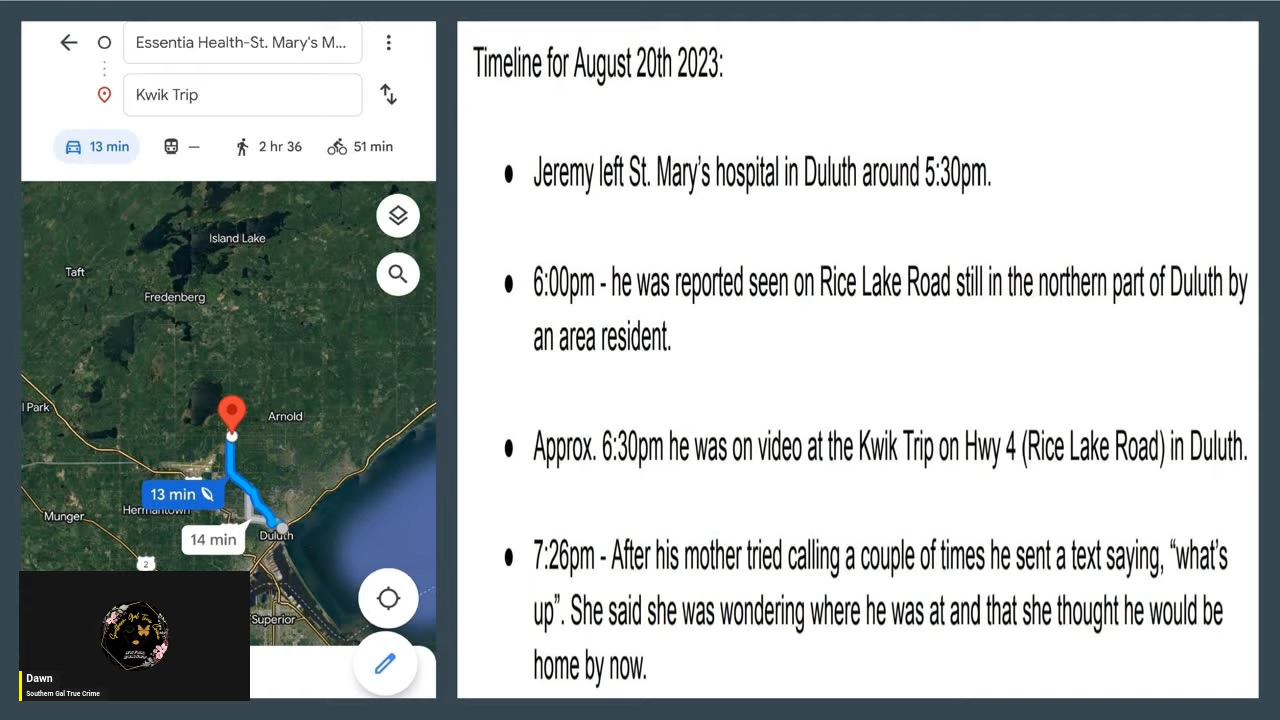 Essentia Health-St. Mary's M...
Kwik Trip
13 min
—
2 hr 36
51 min
Island Lake
Taft
Fredenberg
l Park
Arnold
13 min
Hermantown
Munger
14 min
Duluth
2
Superior
Southern Gal True Crime
Dawn
Southern Gal True Crime
Timeline for August 20th 2023:
● Jeremy left St. Mary’s hospital in Duluth around 5:30pm.
● 6:00pm - he was reported seen on Rice Lake Road still in the northern part of Duluth by
an area resident.
● Approx. 6:30pm he was on video at the Kwik Trip on Hwy 4 (Rice Lake Road) in Duluth.
● 7:26pm - After his mother tried calling a couple of times he sent a text saying, “what’s
up”. She said she was wondering where he was at and that she thought he would be
home by now.